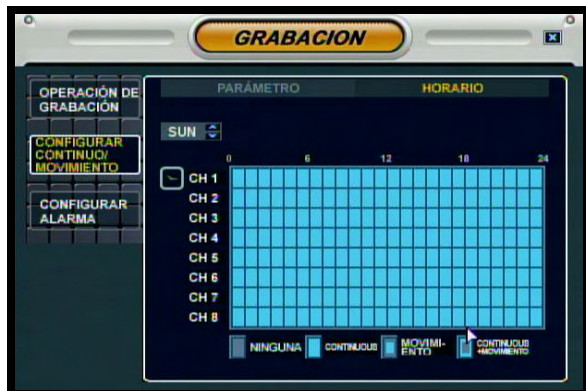 GRABACION
OPERACIÓN DE
GRABACIÓN
CONFIGURAR
CONTINUO/
MOVIMIENTO
CONFIGURAR
ALARMA
PARÁMETRO
HORARIO
SUN
0 6 12 18 24
CH 1
CH 2
CH 3
CH 4
CH 5
CH 6
CH 7
CH 8
NINGUNA
CONTINUOUS
MOVIMI-
ENTO
CONTINUOUS
+MOVIMIENTO